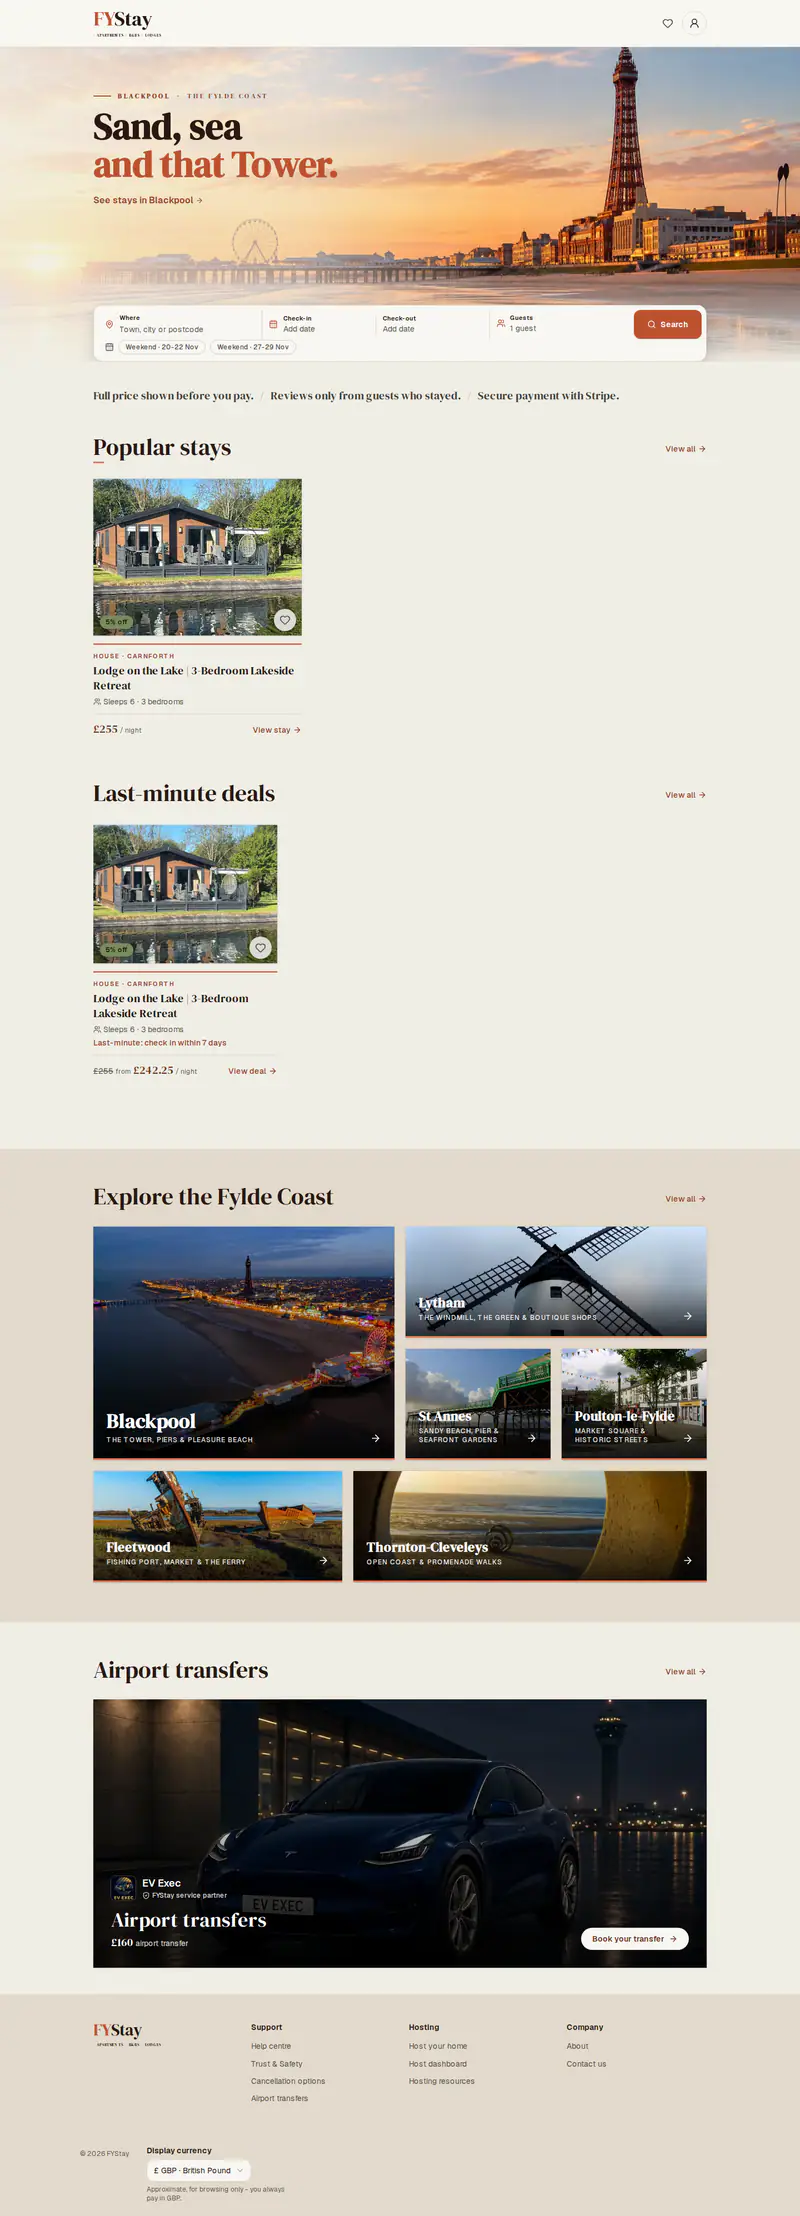 FYStay
APARTMENTS · B&BS · LODGES
BLACKPOOL · THE FYLDE COAST
Sand, sea
and that Tower.
See stays in Blackpool →
Where
Town, city or postcode
Check-in
Add date
Check-out
Add date
Guests
1 guest
Search
Weekend · 20-22 Nov
Weekend · 27-29 Nov
Full price shown before you pay. / Reviews only from guests who stayed. / Secure payment with Stripe.
Popular stays
View all →
5% off
HOUSE · CARNFORTH
Lodge on the Lake | 3-Bedroom Lakeside
Retreat
Sleeps 6 · 3 bedrooms
£255 / night
View stay →
Last-minute deals
View all →
5% off
HOUSE · CARNFORTH
Lodge on the Lake | 3-Bedroom
Lakeside Retreat
Sleeps 6 · 3 bedrooms
Last-minute: check in within 7 days
£255 from £242.25 / night
View deal →
Explore the Fylde Coast
View all →
Blackpool
THE TOWER, PIERS & PLEASURE BEACH
Lytham
THE WINDMILL, THE GREEN & BOUTIQUE SHOPS
St Annes
SANDY BEACH, PIER &
SEAFRONT GARDENS
Poulton-le-Fylde
MARKET SQUARE &
HISTORIC STREETS
Fleetwood
FISHING PORT, MARKET & THE FERRY
Thornton-Cleveleys
OPEN COAST & PROMENADE WALKS
Airport transfers
View all →
EV EXEC
EV Exec
FYStay service partner
EV EXEC
Airport transfers
£160 airport transfer
Book your transfer →
FYStay
APARTMENTS · B&BS · LODGES
Support
Help centre
Trust & Safety
Cancellation options
Airport transfers
Hosting
Host your home
Host dashboard
Hosting resources
Company
About
Contact us
© 2026 FYStay
Display currency
£ GBP · British Pound
Approximate, for browsing only - you always
pay in GBP.